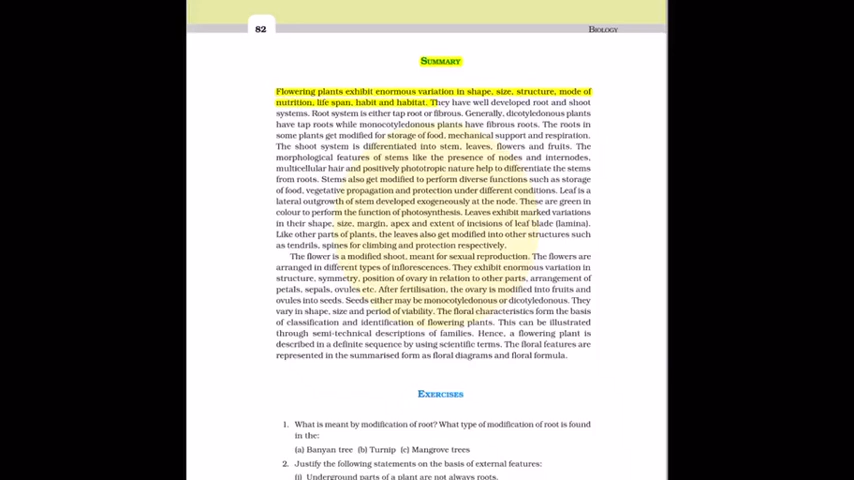 82
BIOLOGY
SUMMARY
Flowering plants exhibit enormous variation in shape, size, structure, mode of
nutrition, life span, habit and habitat. They have well developed root and shoot
systems. Root system is either tap root or fibrous. Generally, dicotyledonous plants
have tap roots while monocotyledonous plants have fibrous roots. The roots in
some plants get modified for storage of food, mechanical support and respiration.
The shoot system is differentiated into stem, leaves, flowers and fruits. The
morphological features of stems like the presence of nodes and internodes,
multicellular hair and positively phototropic nature help to differentiate the stems
from roots. Stems also get modified to perform diverse functions such as storage
of food, vegetative propagation and protection under different conditions. Leaf is a
lateral outgrowth of stem developed exogenously at the node. These are green in
colour to perform the function of photosynthesis. Leaves exhibit marked variations
in their shape, size, margin, apex and extent of incisions of leaf blade (lamina).
Like other parts of plants, the leaves also get modified into other structures such
as tendrils, spines for climbing and protection respectively.
The flower is a modified shoot, meant for sexual reproduction. The flowers are
arranged in different types of inflorescences. They exhibit enormous variation in
structure, symmetry, position of ovary in relation to other parts, arrangement of
petals, sepals, ovules etc. After fertilisation, the ovary is modified into fruits and
ovules into seeds. Seeds either may be monocotyledonous or dicotyledonous. They
vary in shape, size and period of viability. The floral characteristics form the basis
of classification and identification of flowering plants. This can be illustrated
through semi-technical descriptions of families. Hence, a flowering plant is
described in a definite sequence by using scientific terms. The floral features are
represented in the summarised form as floral diagrams and floral formula.
EXERCISES
1. What is meant by modification of root? What type of modification of root is found
in the:
(a) Banyan tree (b) Turnip (c) Mangrove trees
2. Justify the following statements on the basis of external features:
(i) Underground parts of a plant are not always roots.